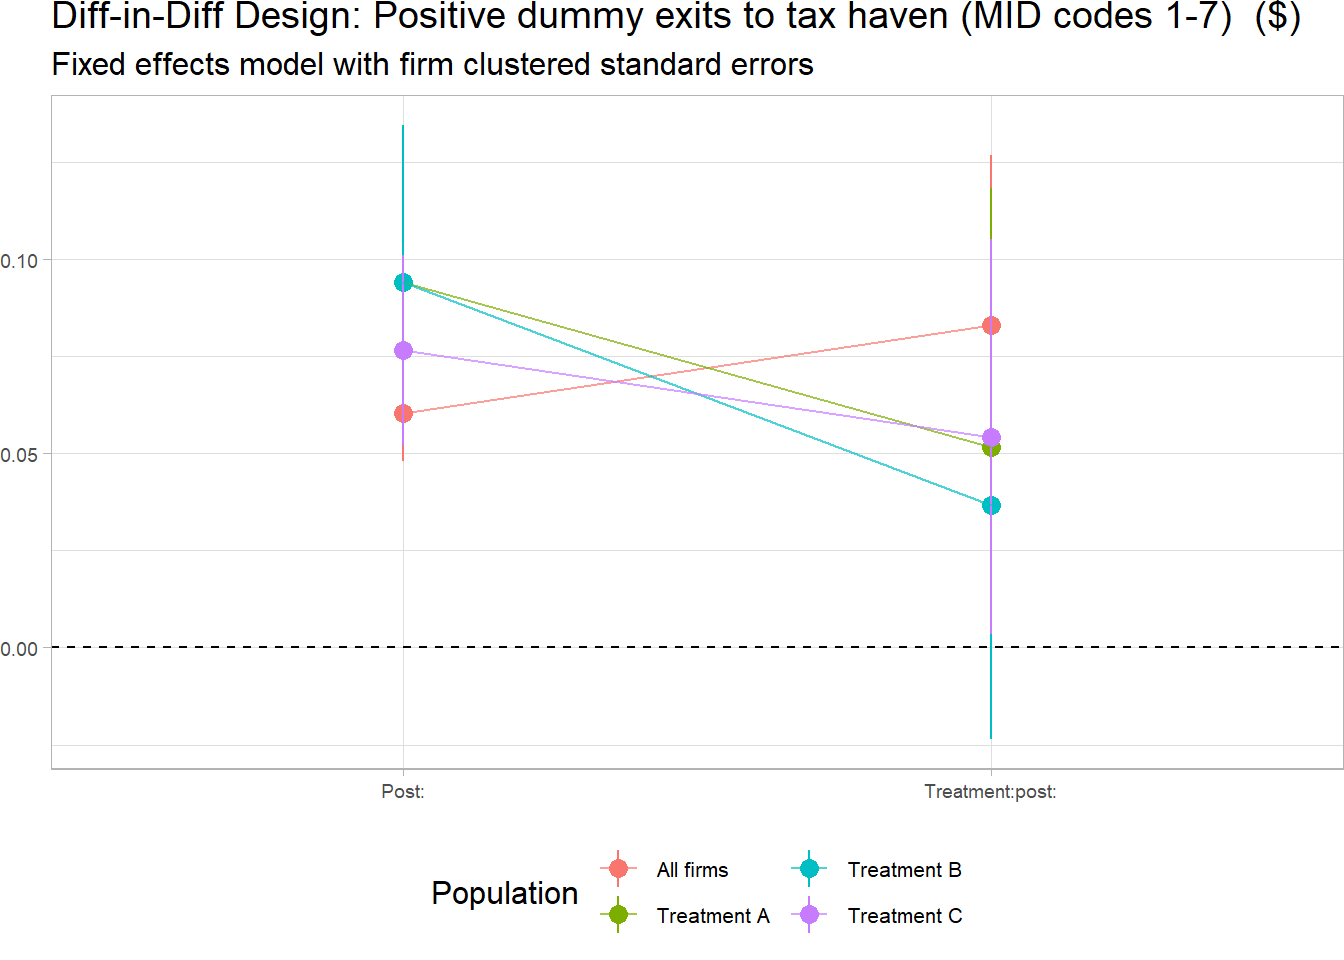 Diff-in-Diff Design: Positive dummy exits to tax haven (MID codes 1-7)  ($)
Fixed effects model with firm clustered standard errors
0.10
0.05
0.00
Post:
Treatment:post:
Population
All firms
Treatment B
Treatment A
Treatment C